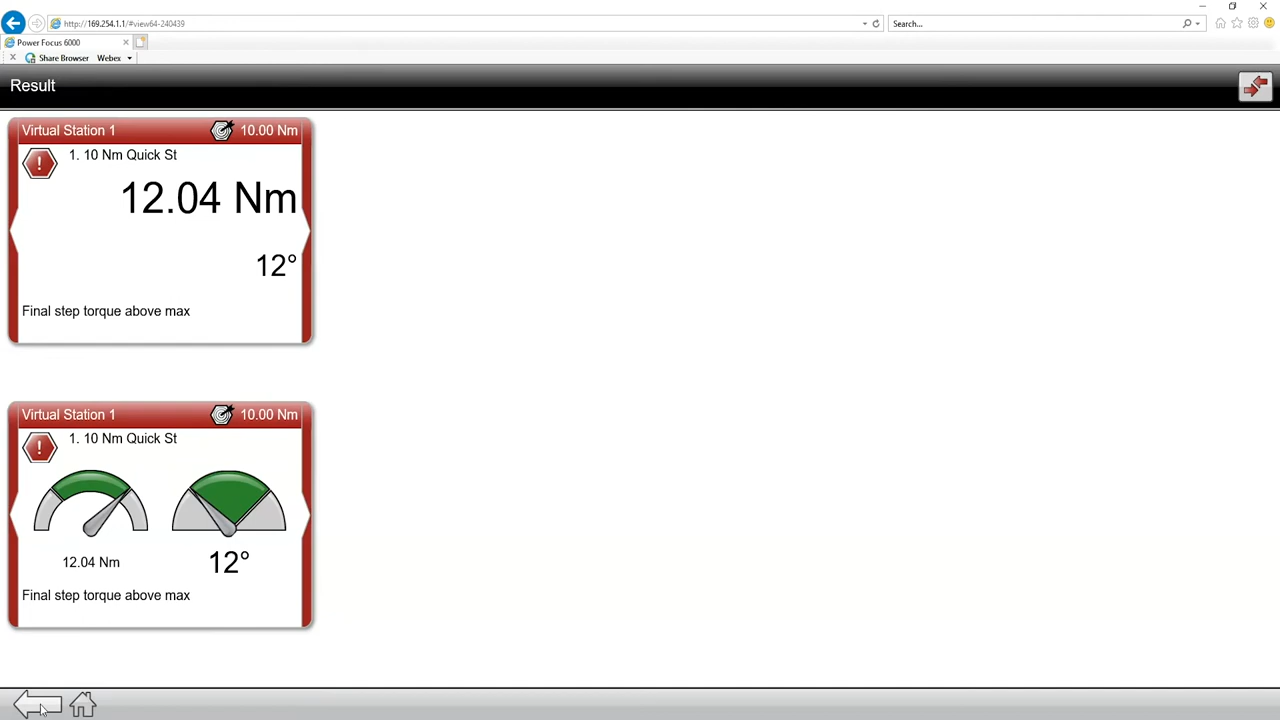 http://169.254.1.1/#view64-240439
Search...
Power Focus 6000
Share Browser
Webex
Result
Virtual Station 1
10.00 Nm
!
1. 10 Nm Quick St
12.04 Nm
12°
Final step torque above max
Virtual Station 1
10.00 Nm
!
1. 10 Nm Quick St
12.04 Nm
12°
Final step torque above max